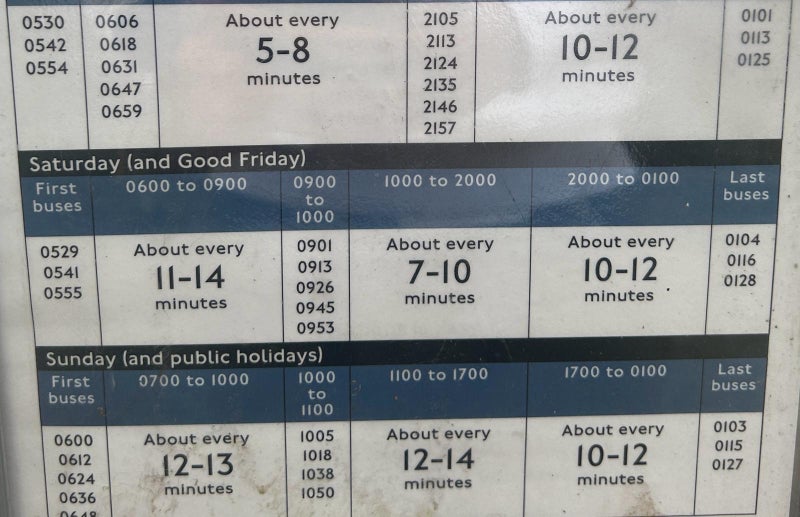 0530 0606 About every 2105 About every 0101
0542 0618 5-8 2113 10-12 0113
0554 0631 minutes 2124 minutes 0125
0647 2135
0659 2146
2157
Saturday (and Good Friday)
First buses 0600 to 0900 0900 to 1000 1000 to 2000 2000 to 0100 Last buses
0529 About every 0901 About every About every 0104
0541 11-14 0913 7-10 10-12 0116
0555 minutes 0926 minutes minutes 0128
0945
0953
Sunday (and public holidays)
First buses 0700 to 1000 1000 to 1100 1100 to 1700 1700 to 0100 Last buses
0600 About every 1005 About every About every 0103
0612 12-13 1018 12-14 10-12 0115
0624 minutes 1038 minutes minutes 0127
0636 1050
0648